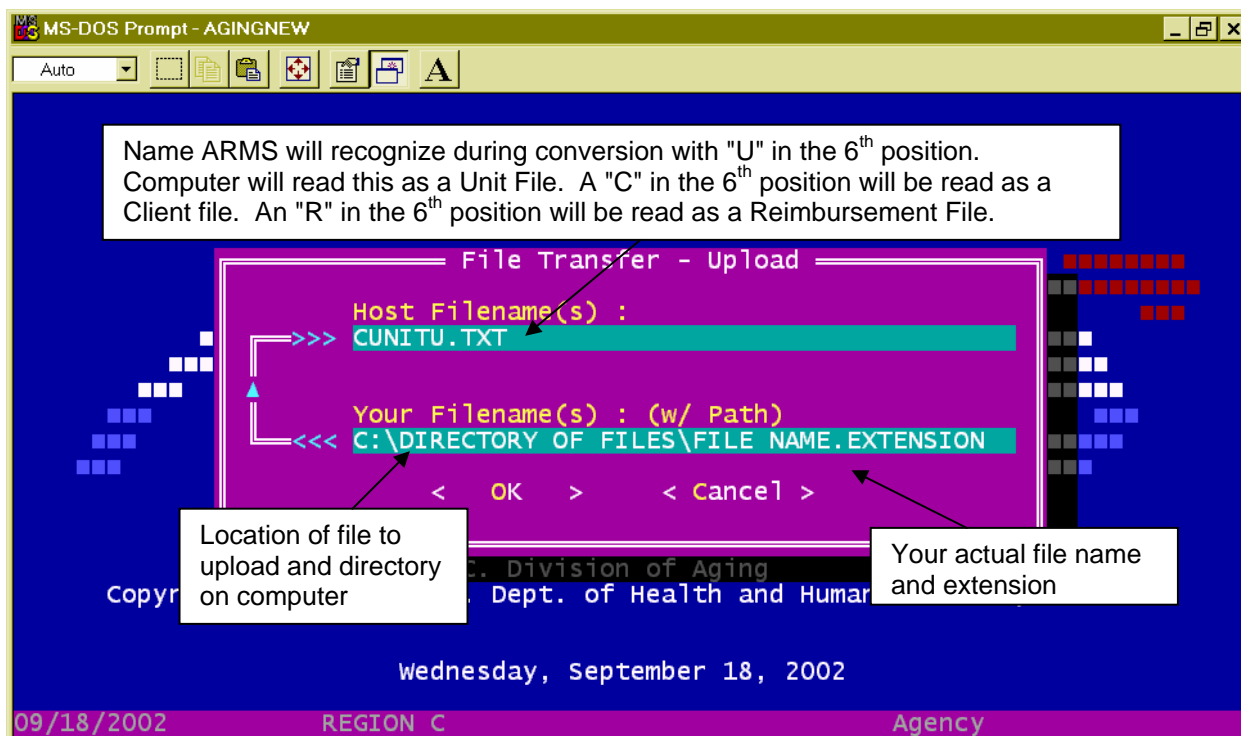 MS-DOS Prompt - AGINGNEW
Auto
A
Name ARMS will recognize during conversion with "U" in the 6th position.
Computer will read this as a Unit File. A "C" in the 6th position will be read as a
Client file. An "R" in the 6th position will be read as a Reimbursement File.
File Transfer - Upload
Host Filename(s) :
>>> CUNITU.TXT
Your Filename(s) : (w/ Path)
<<< C:\DIRECTORY OF FILES\FILE NAME.EXTENSION
< OK > < Cancel >
Location of file to
upload and directory
on computer
Your actual file name
and extension
C. Division of Aging
Copyr . Dept. of Health and Human
Wednesday, September 18, 2002
09/18/2002 REGION C Agency